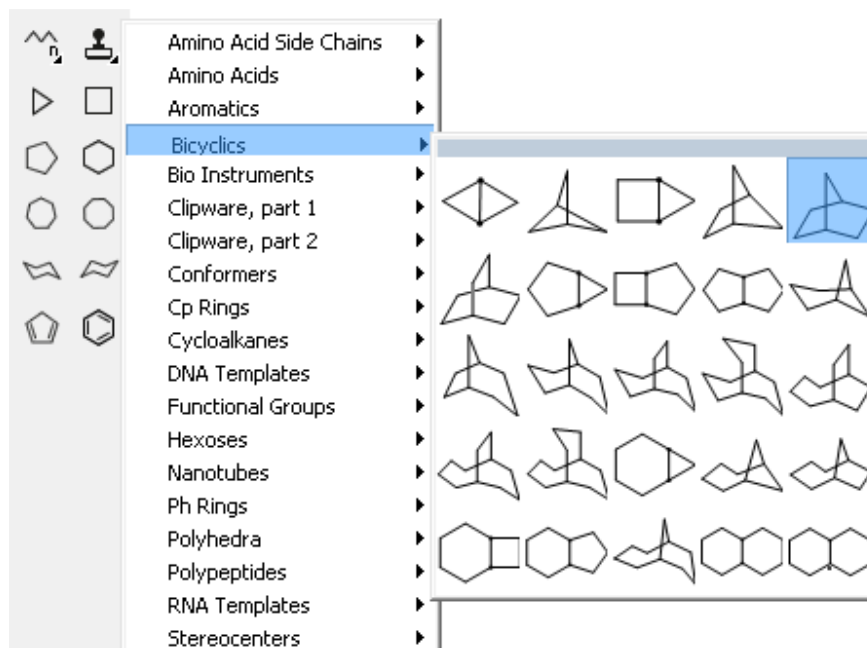 n
Amino Acid Side Chains
Amino Acids
Aromatics
Bicyclics
Bio Instruments
Clipware, part 1
Clipware, part 2
Conformers
Cp Rings
Cycloalkanes
DNA Templates
Functional Groups
Hexoses
Nanotubes
Ph Rings
Polyhedra
Polypeptides
RNA Templates
Stereocenters